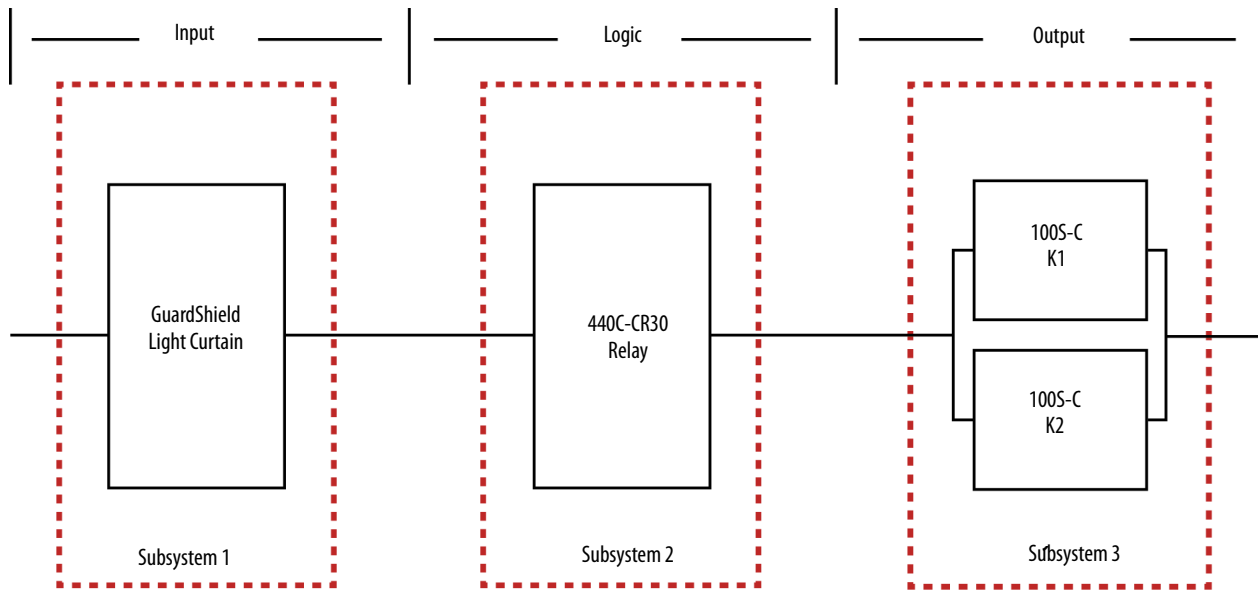 Input
Logic
Output
GuardShield
Light Curtain
440C-CR30
Relay
100S-C
K1
100S-C
K2
Subsystem 1
Subsystem 2
Subsystem 3